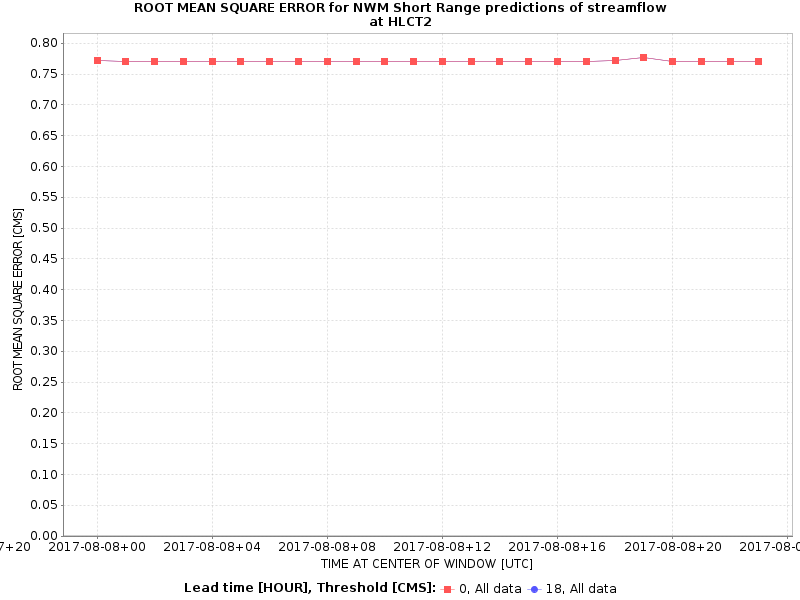 ROOT MEAN SQUARE ERROR for NWM Short Range predictions of streamflow
at HLCT2
0.80
0.75
0.70
0.65
0.60
0.55
0.50
0.45
0.40
0.35
0.30
0.25
0.20
0.15
0.10
0.05
0.00
ROOT MEAN SQUARE ERROR [CMS]
7+20 2017-08-08+00 2017-08-08+04 2017-08-08+08 2017-08-08+12 2017-08-08+16 2017-08-08+20 2017-08-0
TIME AT CENTER OF WINDOW [UTC]
Lead time [HOUR], Threshold [CMS]: 0, All data 18, All data